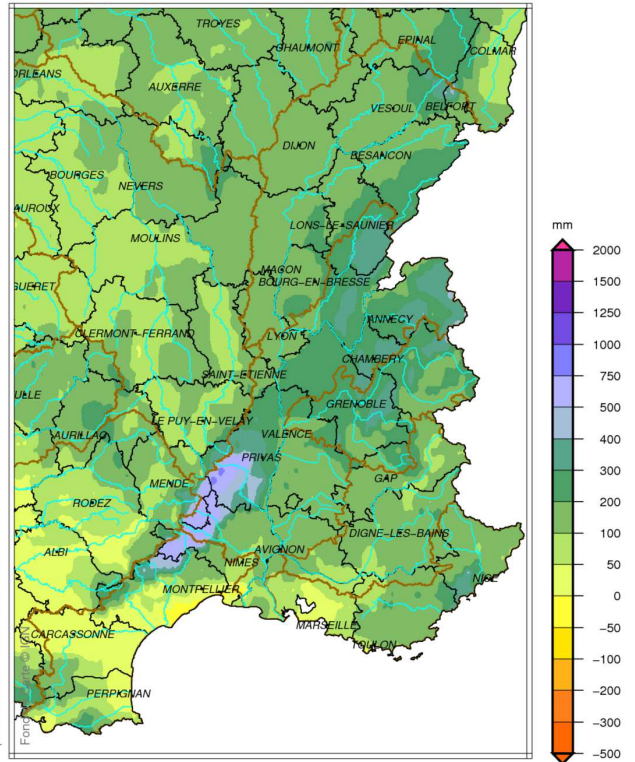 TROYES
CHAUMONT
EPINAL
COLMAR
ORLEANS
AUXERRE
VESOUL
BELFORT
DIJON
BESANCON
BOURGES
NEVERS
AUROUX
LONS-LE-SAUNIER
MOULINS
MACON
BOURG-EN-BRESSE
GUERET
ANNECY
CLERMONT-FERRAND
LYON
CHAMBERY
SAINT-ETIENNE
ULLE
GRENOBLE
LE PUY-EN-VELAY
AURILLAC
VALENCE
PRIVAS
MENDE
GAP
RODEZ
DIGNE-LES-BAINS
ALBI
AVIGNON
NIMES
NICE
MONTPELLIER
MARSEILLE
CARCASSONNE
TOULON
PERPIGNAN
mm
2000
1500
1250
1000
750
500
400
300
200
100
50
0
-50
-100
-200
-300
-500